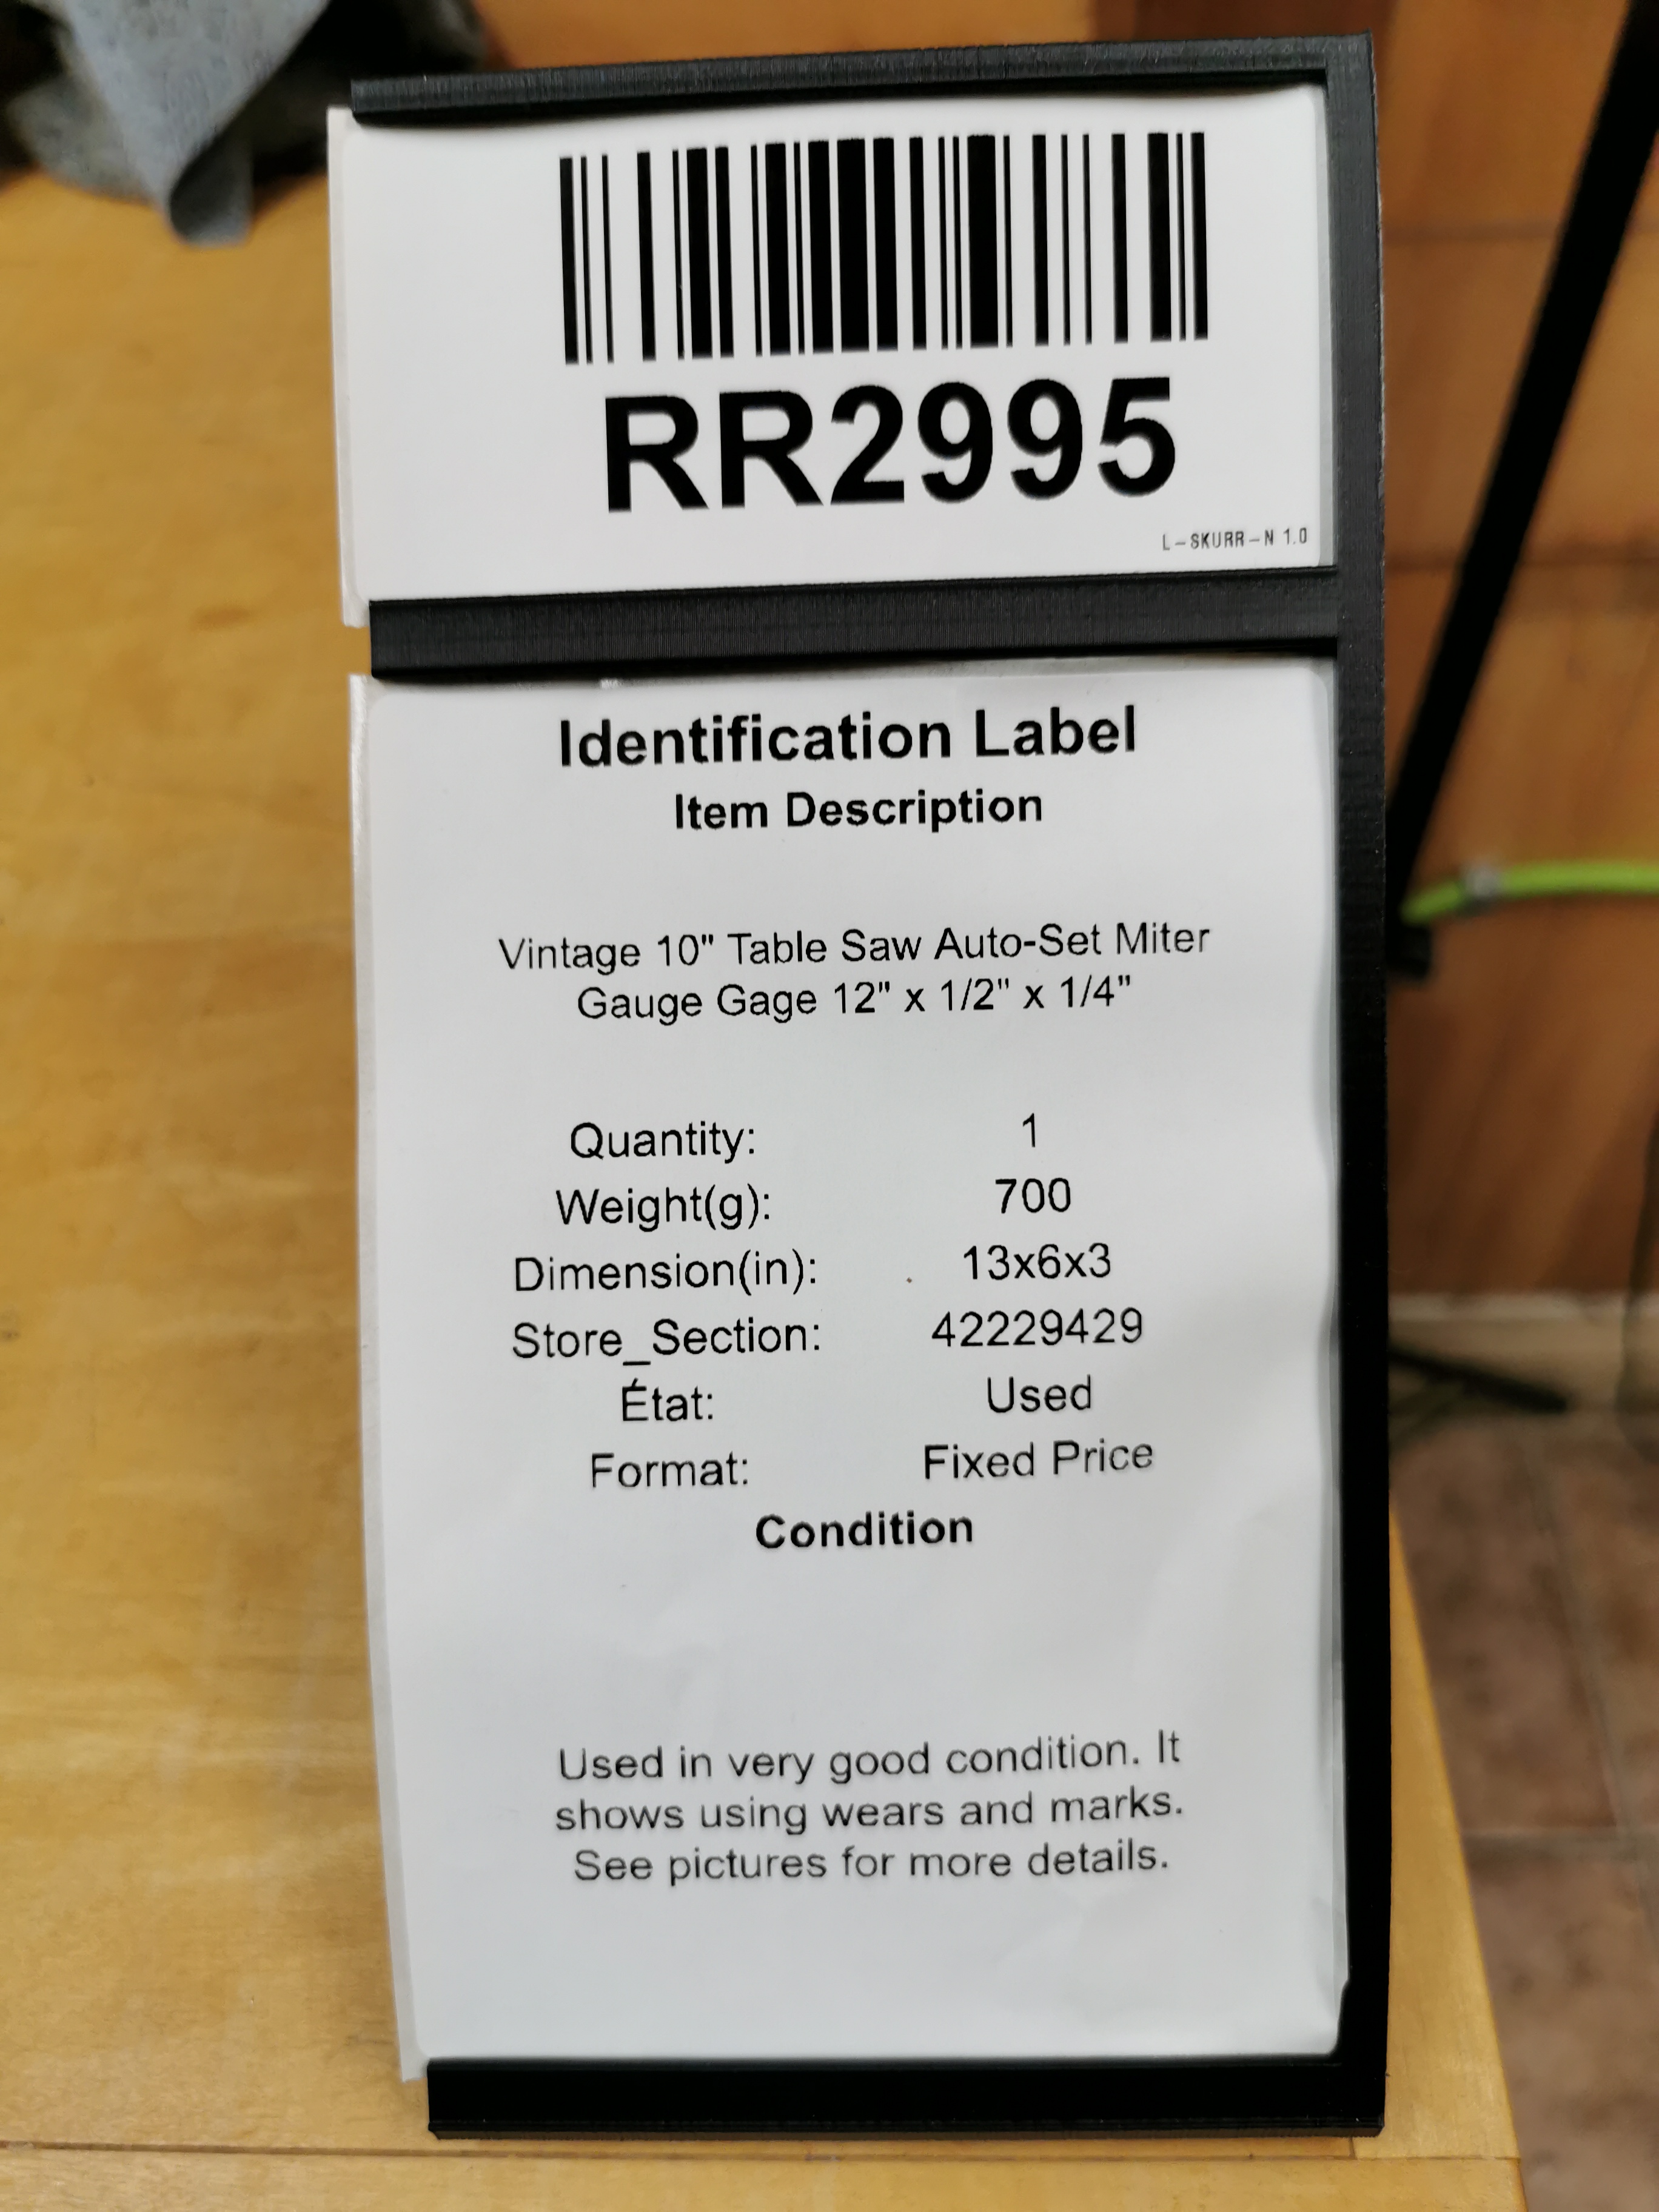 RR2995
L-SKURR-N 1.0
Identification Label
Item Description
Vintage 10" Table Saw Auto-Set Miter
Gauge Gage 12" x 1/2" x 1/4"
Quantity: 1
Weight(g): 700
Dimension(in): 13x6x3
Store_Section: 42229429
État: Used
Format: Fixed Price
Condition
Used in very good condition. It
shows using wears and marks.
See pictures for more details.